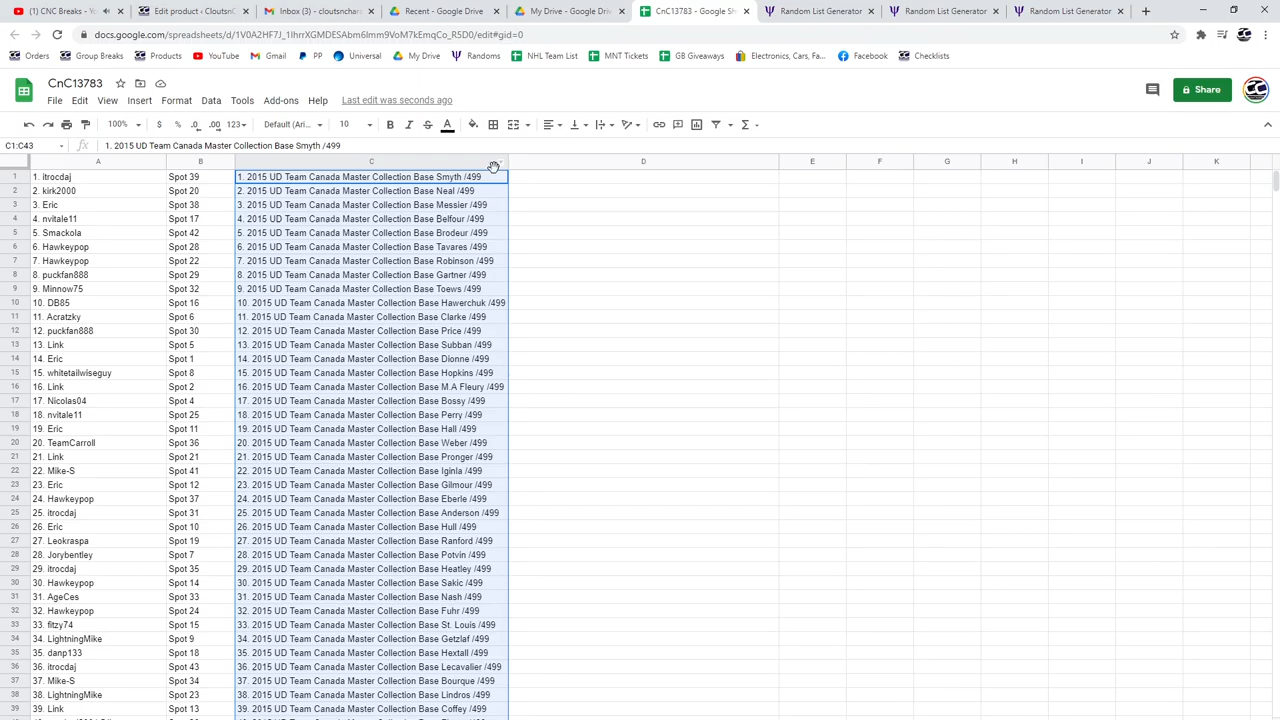 (1) CNC Breaks - Y
Edit product • CloutsnC
Inbox (3) - cloutsnchara
Recent - Google Drive
My Drive - Google Driv
CnC13783 - Google Sh
Random List Generator
Random List Generator
Random List Generator
docs.google.com/spreadsheets/d/
Orders
Group Breaks
Payouts
Products
YouTube
Gmail
PP
Universal
My Drive
Randoms
NHL Team List
MNT Tickets
GB Giveaways
Electronics, Cars, Fa...
Facebook
Checklists
CnC13783
File Edit View Insert Format Data Tools Add-ons Help Last edit was seconds ago
Share
100% $ % .0 .00 123 Default (Ari... 10 B I S A
C1:C43 fx 1. 2015 UD Team Canada Master Collection Base Smyth /499
A B C D E F G H I J K
1 1. itrocdaj Spot 39 1. 2015 UD Team Canada Master Collection Base Smyth /499
2 2. kirk2000 Spot 20 2. 2015 UD Team Canada Master Collection Base Neal /499
3 3. Eric Spot 38 3. 2015 UD Team Canada Master Collection Base Messier /499
4 4. nvitale11 Spot 17 4. 2015 UD Team Canada Master Collection Base Belfour /499
5 5. Smackola Spot 42 5. 2015 UD Team Canada Master Collection Base Brodeur /499
6 6. Hawkeypop Spot 28 6. 2015 UD Team Canada Master Collection Base Tavares /499
7 7. Hawkeypop Spot 22 7. 2015 UD Team Canada Master Collection Base Robinson /499
8 8. puckfan888 Spot 29 8. 2015 UD Team Canada Master Collection Base Gartner /499
9 9. Minnow75 Spot 32 9. 2015 UD Team Canada Master Collection Base Toews /499
10 10. DB85 Spot 16 10. 2015 UD Team Canada Master Collection Base Hawerchuk /499
11 11. Acratzky Spot 6 11. 2015 UD Team Canada Master Collection Base Clarke /499
12 12. puckfan888 Spot 30 12. 2015 UD Team Canada Master Collection Base Price /499
13 13. Link Spot 5 13. 2015 UD Team Canada Master Collection Base Subban /499
14 14. Eric Spot 1 14. 2015 UD Team Canada Master Collection Base Dionne /499
15 15. whitetailwiseguy Spot 8 15. 2015 UD Team Canada Master Collection Base Hopkins /499
16 16. Link Spot 2 16. 2015 UD Team Canada Master Collection Base M.A Fleury /499
17 17. Nicolas04 Spot 4 17. 2015 UD Team Canada Master Collection Base Bossy /499
18 18. nvitale11 Spot 25 18. 2015 UD Team Canada Master Collection Base Perry /499
19 19. Eric Spot 11 19. 2015 UD Team Canada Master Collection Base Hall /499
20 20. TeamCarroll Spot 36 20. 2015 UD Team Canada Master Collection Base Weber /499
21 21. Link Spot 21 21. 2015 UD Team Canada Master Collection Base Pronger /499
22 22. Mike-S Spot 41 22. 2015 UD Team Canada Master Collection Base Iginla /499
23 23. Eric Spot 12 23. 2015 UD Team Canada Master Collection Base Gilmour /499
24 24. Hawkeypop Spot 37 24. 2015 UD Team Canada Master Collection Base Eberle /499
25 25. itrocdaj Spot 31 25. 2015 UD Team Canada Master Collection Base Anderson /499
26 26. Eric Spot 10 26. 2015 UD Team Canada Master Collection Base Hull /499
27 27. Leokraspa Spot 19 27. 2015 UD Team Canada Master Collection Base Ranford /499
28 28. Jorybentley Spot 7 28. 2015 UD Team Canada Master Collection Base Potvin /499
29 29. itrocdaj Spot 35 29. 2015 UD Team Canada Master Collection Base Heatley /499
30 30. Hawkeypop Spot 14 30. 2015 UD Team Canada Master Collection Base Sakic /499
31 31. AgeCes Spot 33 31. 2015 UD Team Canada Master Collection Base Nash /499
32 32. Hawkeypop Spot 24 32. 2015 UD Team Canada Master Collection Base Fuhr /499
33 33. fitzy74 Spot 15 33. 2015 UD Team Canada Master Collection Base St. Louis /499
34 34. LightningMike Spot 9 34. 2015 UD Team Canada Master Collection Base Getzlaf /499
35 35. danp133 Spot 18 35. 2015 UD Team Canada Master Collection Base Hextall /499
36 36. itrocdaj Spot 43 36. 2015 UD Team Canada Master Collection Base Lecavalier /499
37 37. Mike-S Spot 34 37. 2015 UD Team Canada Master Collection Base Bourque /499
38 38. LightningMike Spot 23 38. 2015 UD Team Canada Master Collection Base Lindros /499
39 39. Link Spot 13 39. 2015 UD Team Canada Master Collection Base Coffey /499